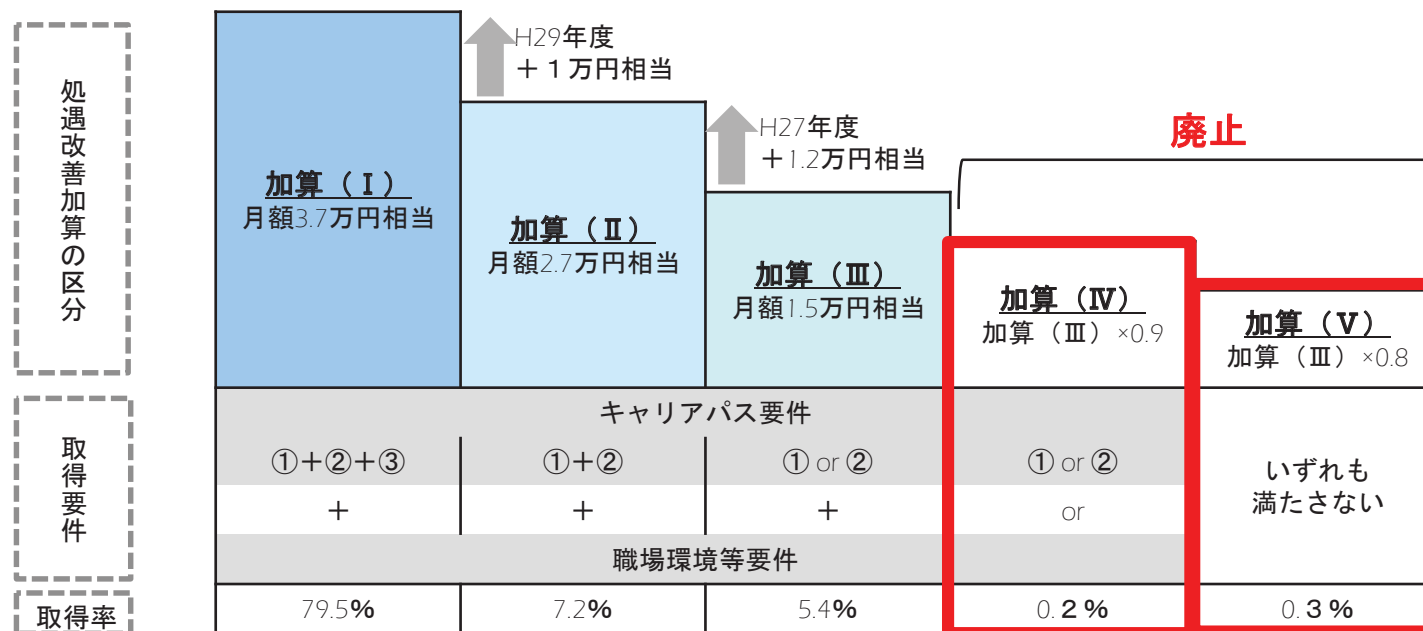 処遇改善加算の区分
H29年度
＋１万円相当
H27年度
＋1.2万円相当
廃止
加算（Ⅰ）
月額3.7万円相当
加算（Ⅱ）
月額2.7万円相当
加算（Ⅲ）
月額1.5万円相当
加算（Ⅳ）
加算（Ⅲ）×0.9
加算（Ⅴ）
加算（Ⅲ）×0.8
取得要件
キャリアパス要件
①＋②＋③
①＋②
① or ②
① or ②
いずれも
満たさない
＋
＋
＋
or
職場環境等要件
取得率
79.5％
7.2％
5.4％
0.２％
0.３％